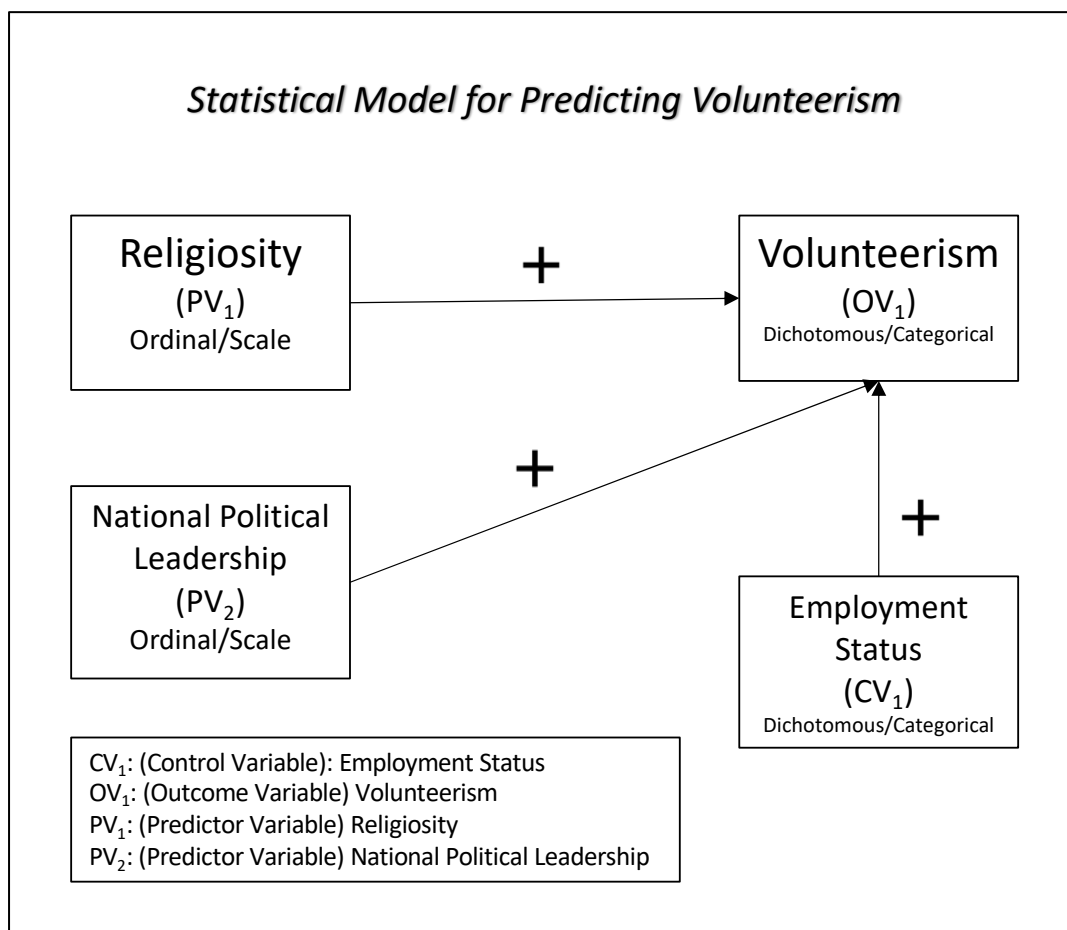 Statistical Model for Predicting Volunteerism
Religiosity
(PV₁)
Ordinal/Scale
+
Volunteerism
(OV₁)
Dichotomous/Categorical
+
National Political
Leadership
(PV₂)
Ordinal/Scale
+
Employment
Status
(CV₁)
Dichotomous/Categorical
CV₁: (Control Variable): Employment Status
OV₁: (Outcome Variable) Volunteerism
PV₁: (Predictor Variable) Religiosity
PV₂: (Predictor Variable) National Political Leadership